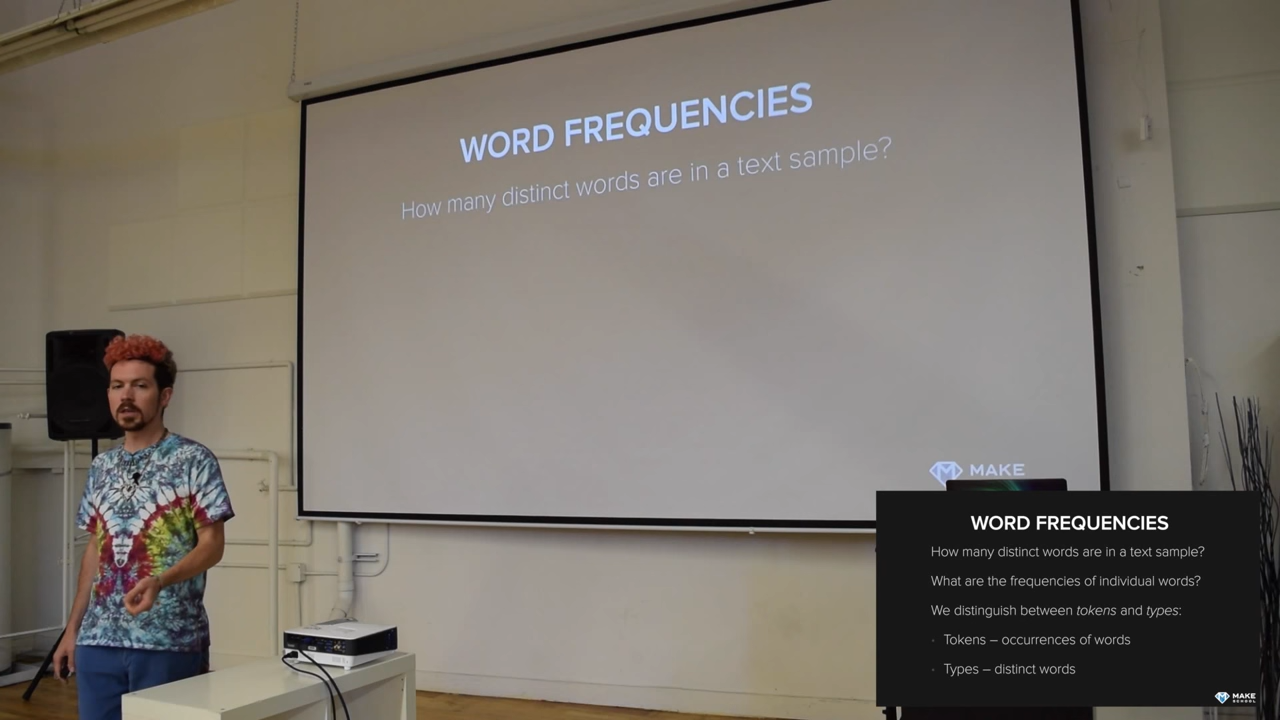 WORD FREQUENCIES
How many distinct words are in a text sample?
MAKE
WORD FREQUENCIES
How many distinct words are in a text sample?
What are the frequencies of individual words?
We distinguish between tokens and types:
Tokens – occurrences of words
Types – distinct words
MAKE
SCHOOL